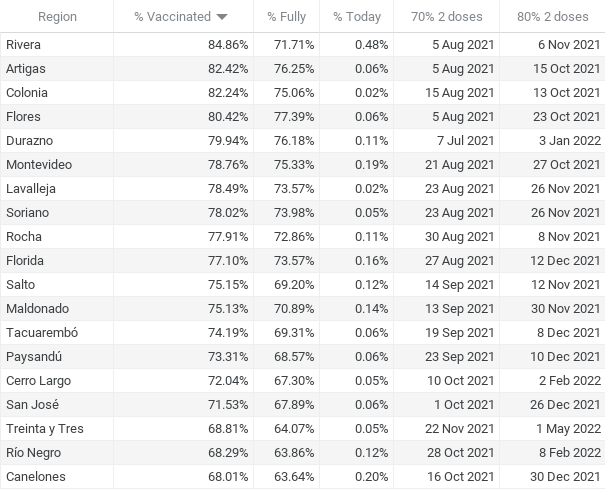 Region % Vaccinated % Fully % Today 70% 2 doses 80% 2 doses
Rivera 84.86% 71.71% 0.48% 5 Aug 2021 6 Nov 2021
Artigas 82.42% 76.25% 0.06% 5 Aug 2021 15 Oct 2021
Colonia 82.24% 75.06% 0.02% 15 Aug 2021 13 Oct 2021
Flores 80.42% 77.39% 0.06% 5 Aug 2021 23 Oct 2021
Durazno 79.94% 76.18% 0.11% 7 Jul 2021 3 Jan 2022
Montevideo 78.76% 75.33% 0.19% 21 Aug 2021 27 Oct 2021
Lavalleja 78.49% 73.57% 0.02% 23 Aug 2021 26 Nov 2021
Soriano 78.02% 73.98% 0.05% 23 Aug 2021 26 Nov 2021
Rocha 77.91% 72.86% 0.11% 30 Aug 2021 8 Nov 2021
Florida 77.10% 73.57% 0.16% 27 Aug 2021 12 Dec 2021
Salto 75.15% 69.20% 0.12% 14 Sep 2021 12 Nov 2021
Maldonado 75.13% 70.89% 0.14% 13 Sep 2021 30 Nov 2021
Tacuarembó 74.19% 69.31% 0.06% 19 Sep 2021 8 Dec 2021
Paysandú 73.31% 68.57% 0.06% 23 Sep 2021 10 Dec 2021
Cerro Largo 72.04% 67.30% 0.05% 10 Oct 2021 2 Feb 2022
San José 71.53% 67.89% 0.06% 1 Oct 2021 26 Dec 2021
Treinta y Tres 68.81% 64.07% 0.05% 22 Nov 2021 1 May 2022
Río Negro 68.29% 63.86% 0.12% 28 Oct 2021 8 Feb 2022
Canelones 68.01% 63.64% 0.20% 16 Oct 2021 30 Dec 2021